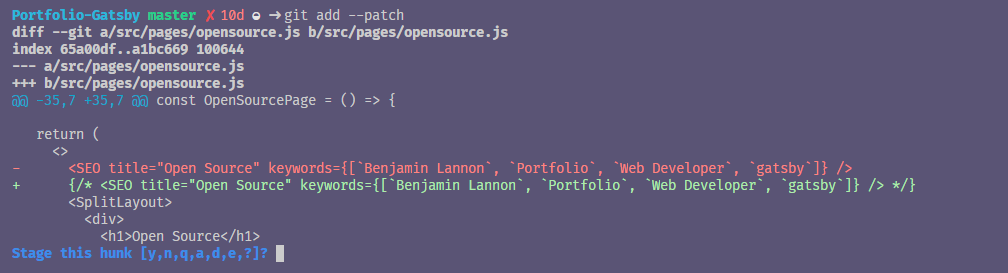 Portfolio-Gatsby master ✗ 10d ➜ git add --patch
diff --git a/src/pages/opensource.js b/src/pages/opensource.js
index 65a00df..a1bc669 100644
--- a/src/pages/opensource.js
+++ b/src/pages/opensource.js
@@ -35,7 +35,7 @@ const OpenSourcePage = () => {
   return (
     <>
-      <SEO title="Open Source" keywords={[`Benjamin Lannon`, `Portfolio`, `Web Developer`, `gatsby`]} />
+      {/* <SEO title="Open Source" keywords={[`Benjamin Lannon`, `Portfolio`, `Web Developer`, `gatsby`]} /> */}
       <SplitLayout>
         <div>
           <h1>Open Source</h1>
Stage this hunk [y,n,q,a,d,e,?]?